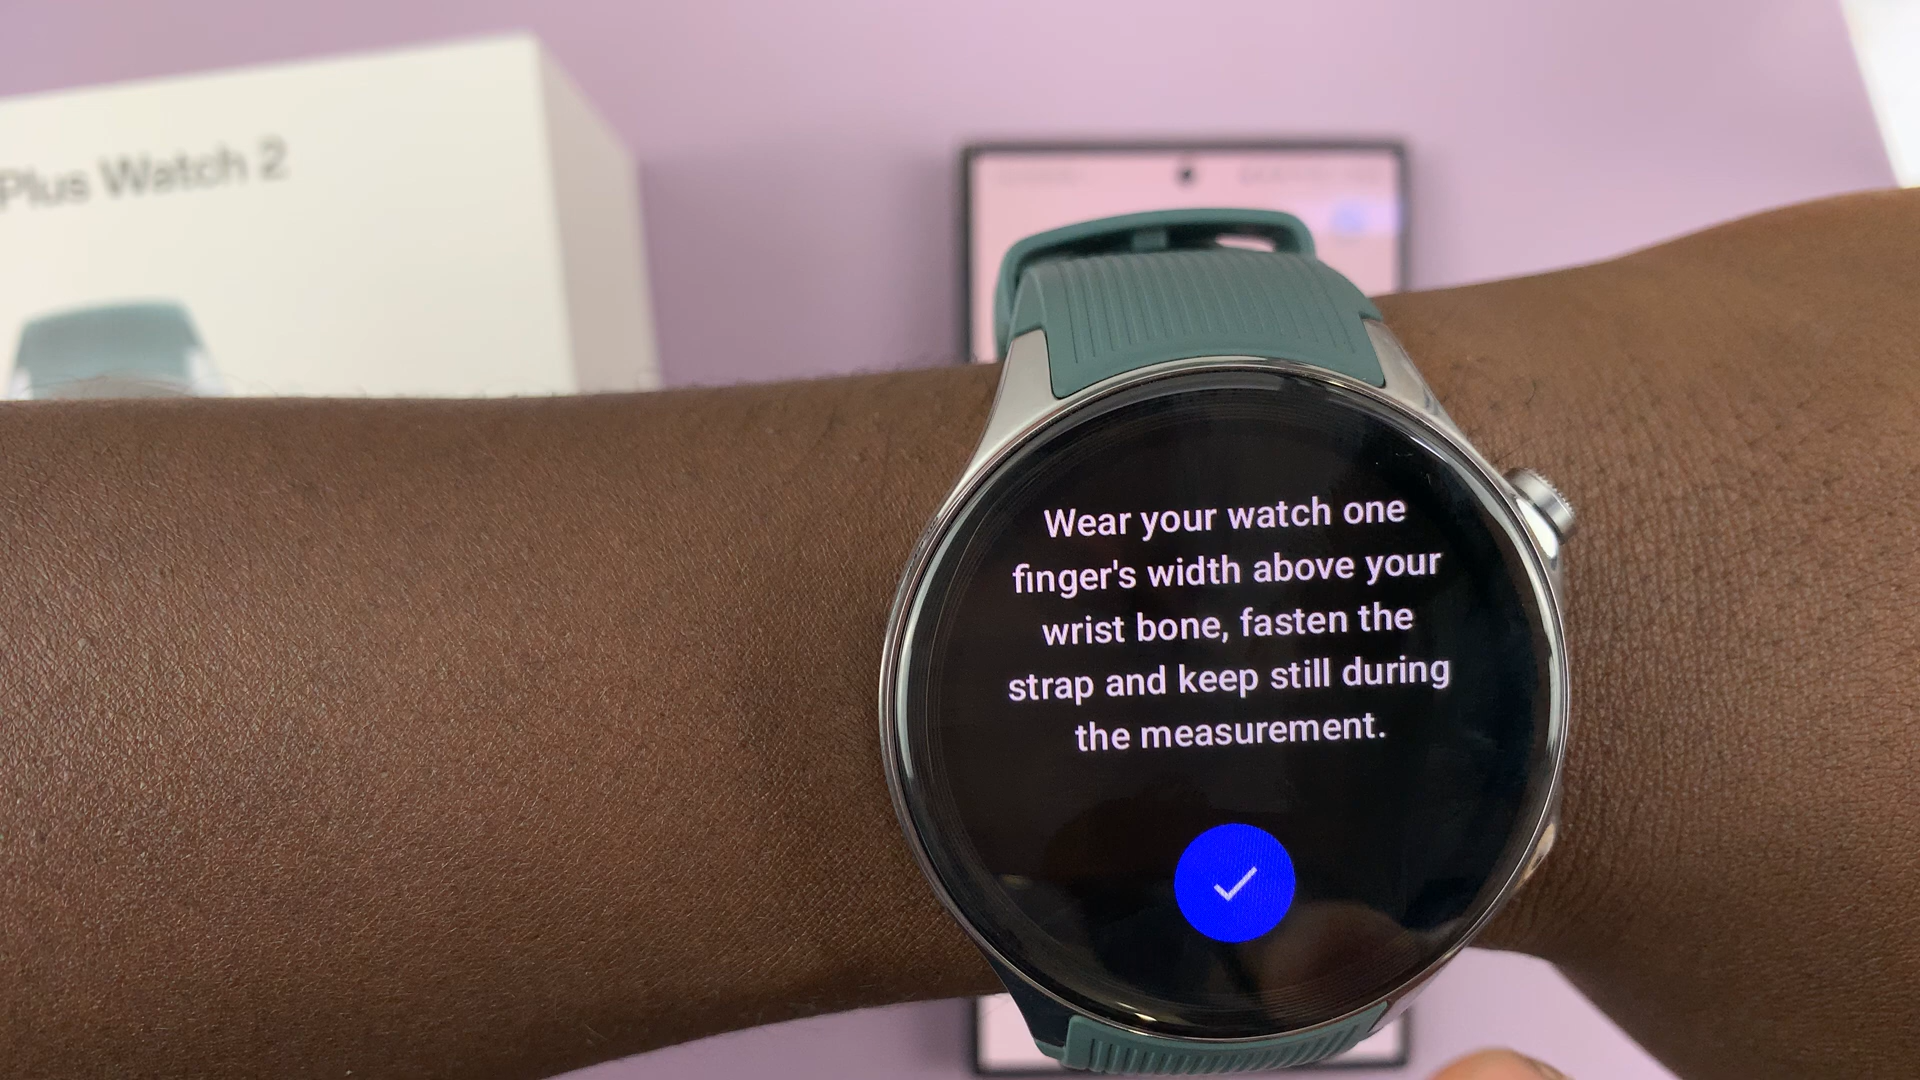 Plus Watch 2
Wear your watch one
finger's width above your
wrist bone, fasten the
strap and keep still during
the measurement.